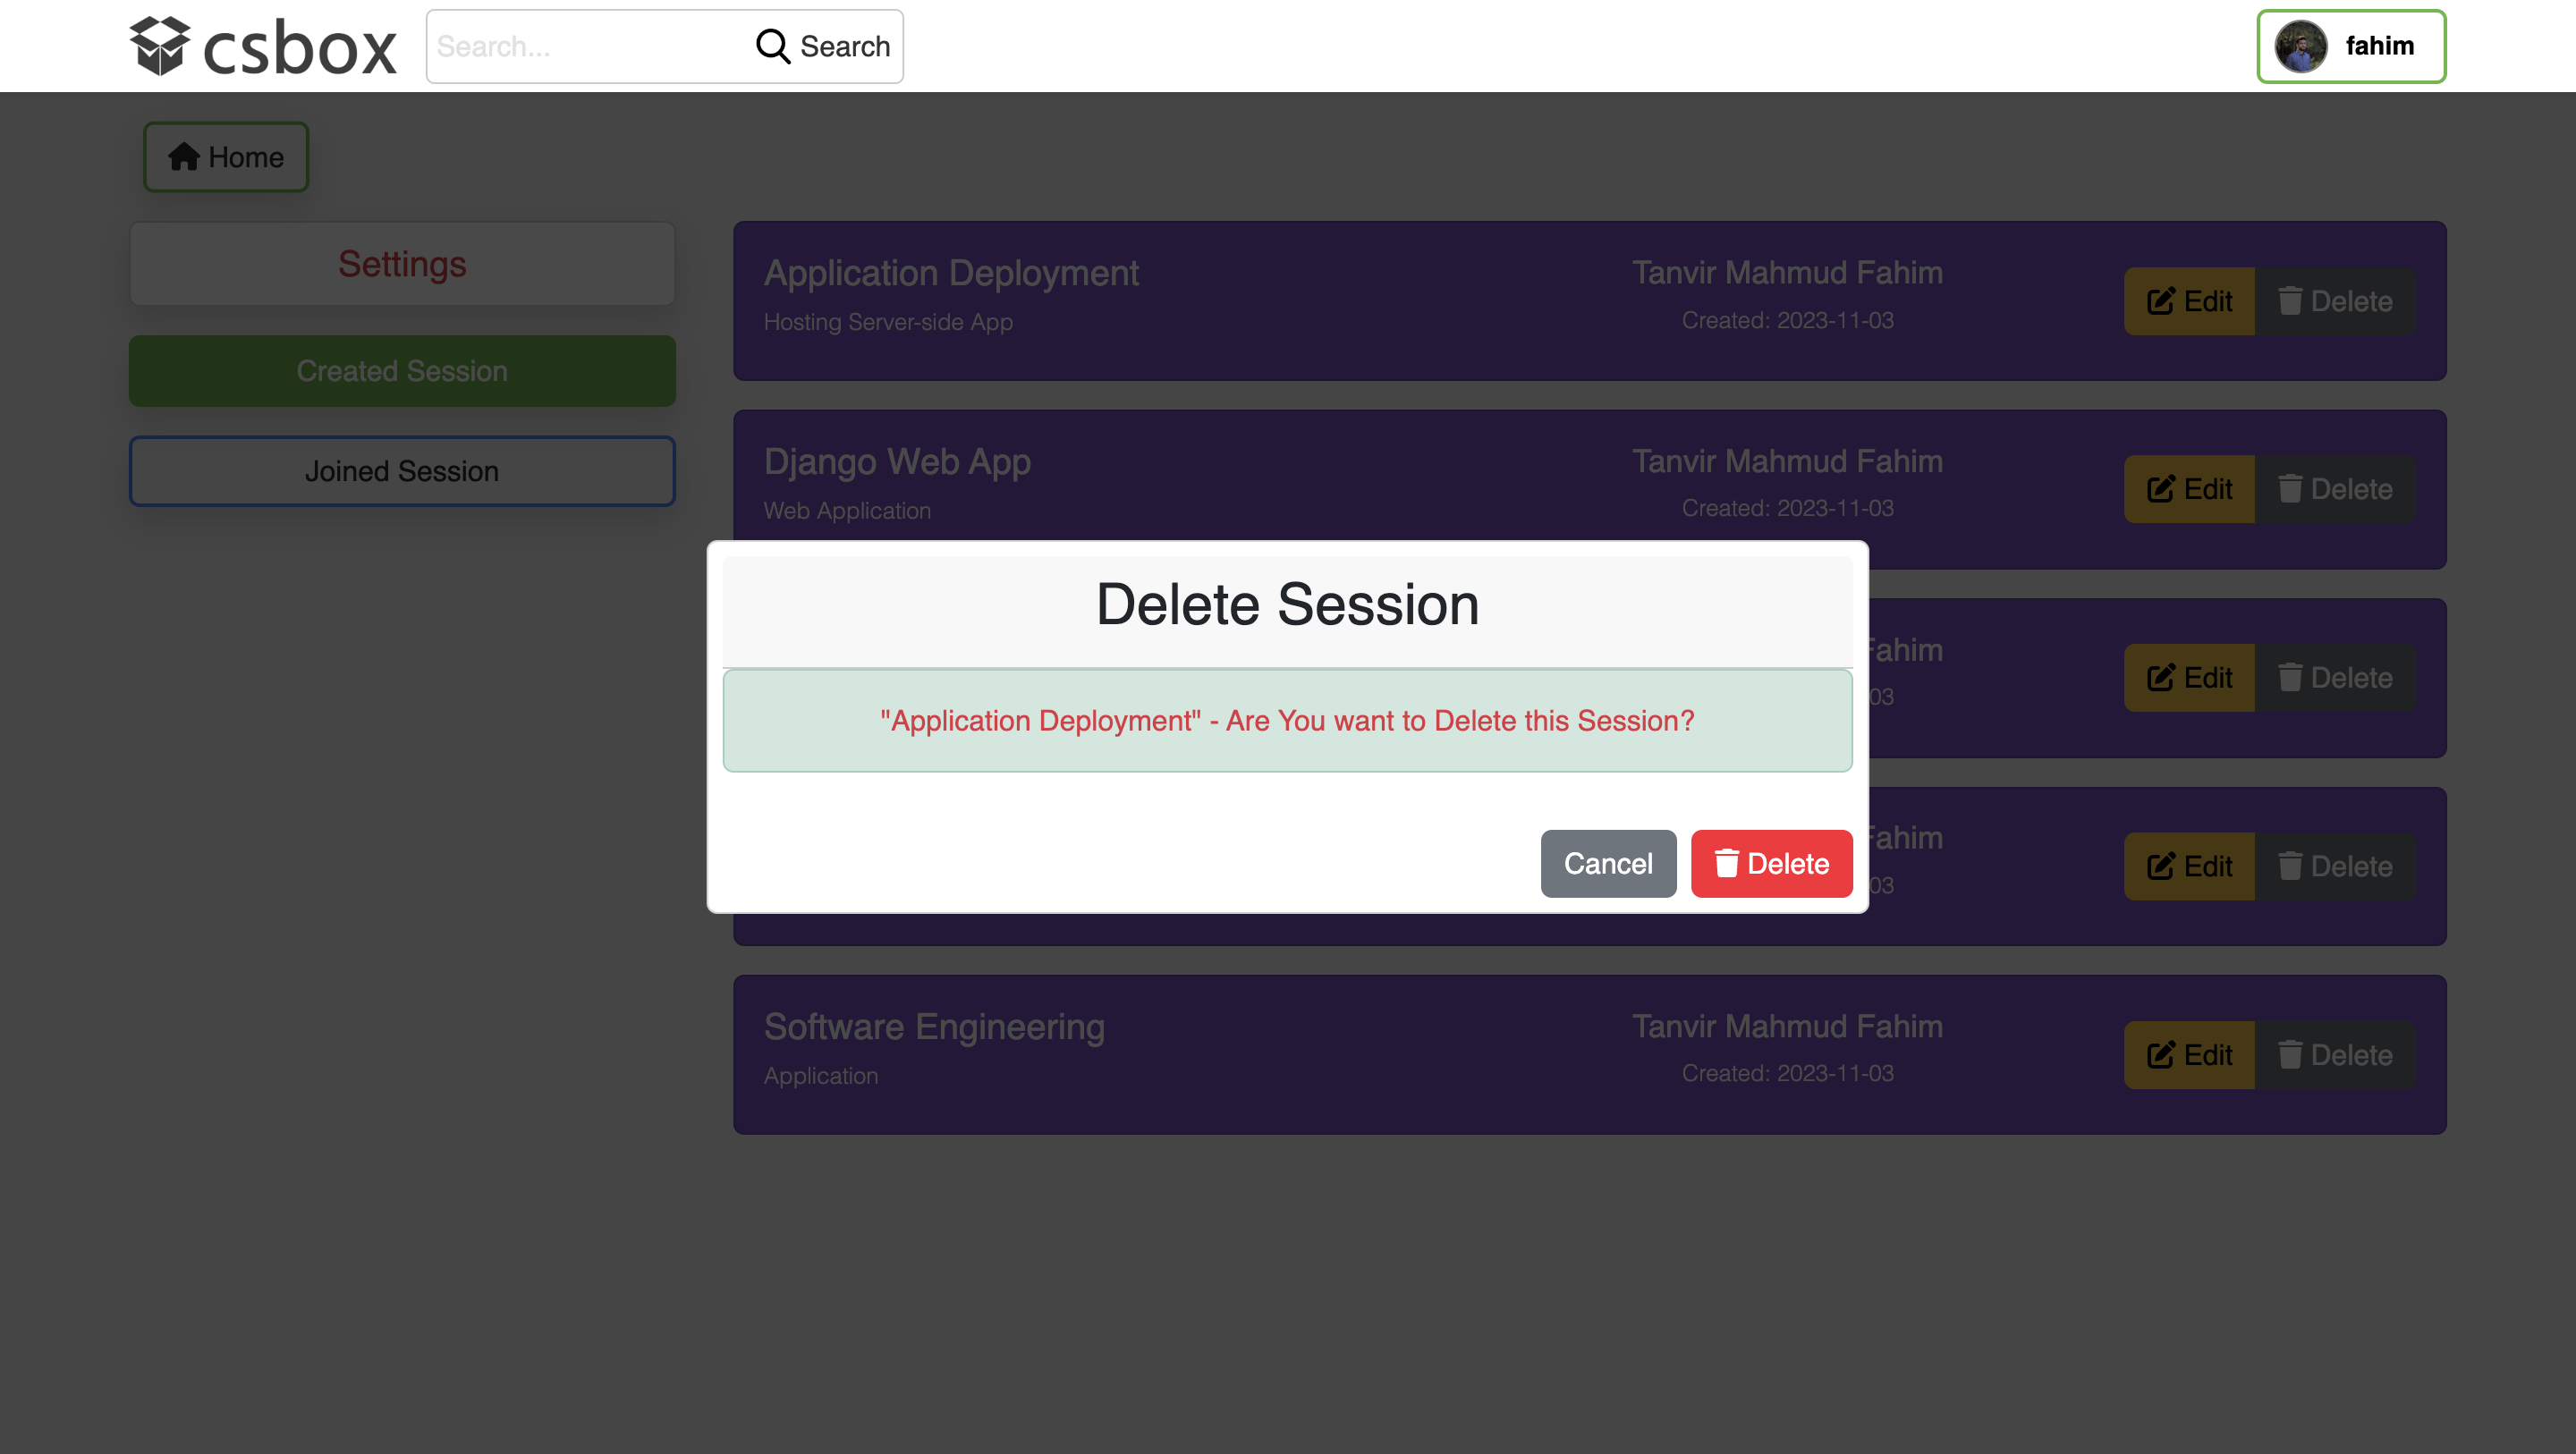 csbox
Search...
Search
fahim
Home
Settings
Created Session
Joined Session
Application Deployment
Hosting Server-side App
Tanvir Mahmud Fahim
Created: 2023-11-03
Edit
Delete
Django Web App
Web Application
Tanvir Mahmud Fahim
Created: 2023-11-03
Edit
Delete
Delete Session
"Application Deployment" - Are You want to Delete this Session?
Cancel
Delete
Fahim
03
Edit
Delete
Fahim
03
Edit
Delete
Software Engineering
Application
Tanvir Mahmud Fahim
Created: 2023-11-03
Edit
Delete